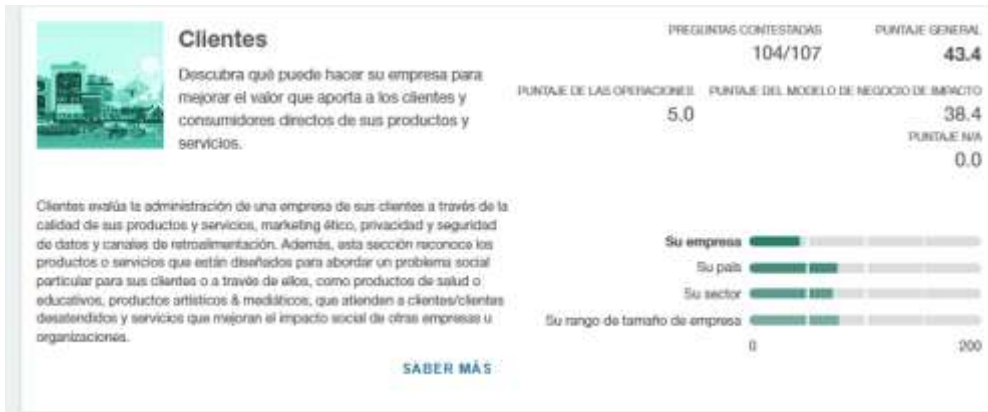 Clientes
Descubra qué puede hacer su empresa para
mejorar el valor que aporta a los clientes y
consumidores directos de sus productos y
servicios.
PREGUNTAS CONTESTADAS
104/107
PUNTAJE GENERAL
43.4
PUNTAJE DE LAS OPERACIONES
5.0
PUNTAJE DEL MODELO DE NEGOCIO DE IMPACTO
38.4
PUNTAJE N/A
0.0
Clientes evalúa la administración de una empresa de sus clientes a través de la
calidad de sus productos y servicios, marketing ético, privacidad y seguridad
de datos y canales de retroalimentación. Además, esta sección reconoce los
productos o servicios que están diseñados para abordar un problema social
particular para sus clientes o a través de ellos, como productos de salud o
educativos, productos artísticos & mediáticos, que atienden a clientes/clientes
desatendidos y servicios que mejoran el impacto social de otras empresas u
organizaciones.
SABER MÁS
Su empresa
Su país
Su sector
Su rango de tamaño de empresa
0
200